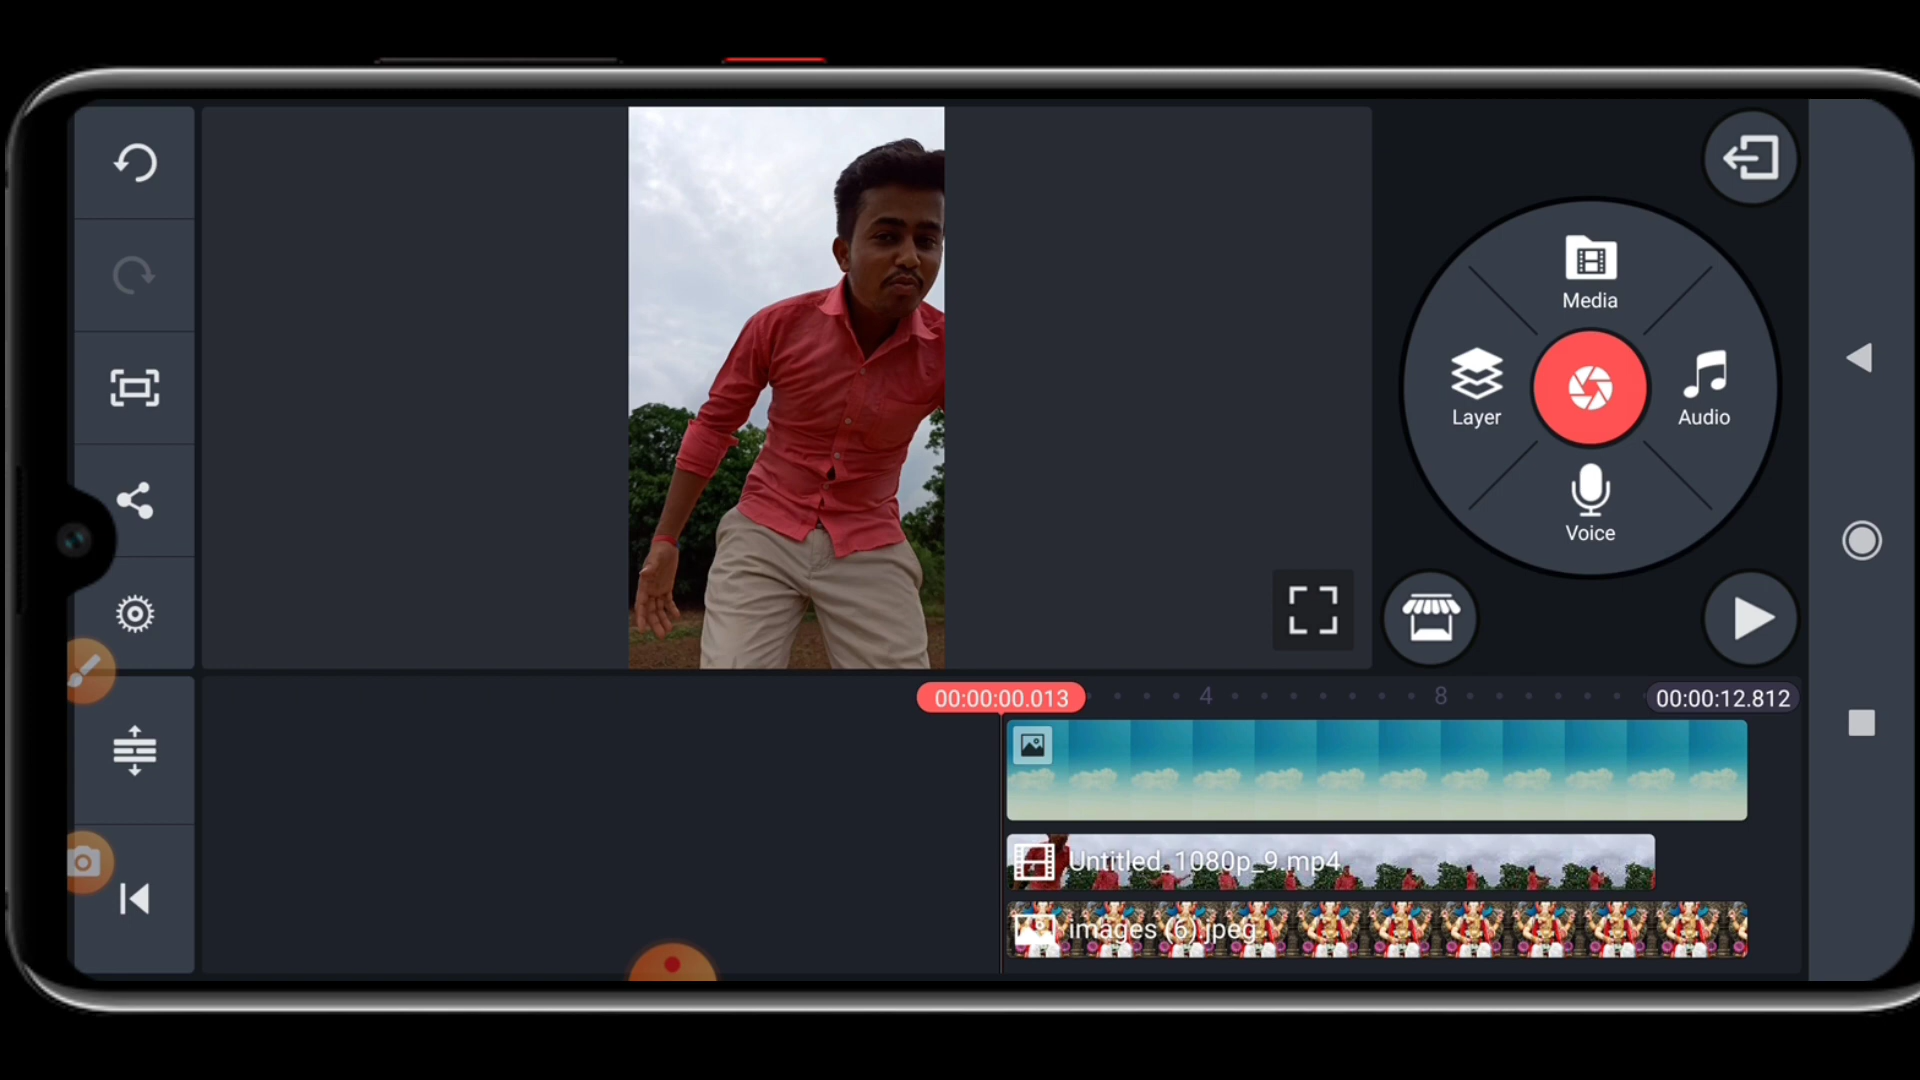 Media
Layer
Audio
Voice
00:00:00.013
4
8
00:00:12.812
Untitled_1080p_9.mp4
images (6).jpeg